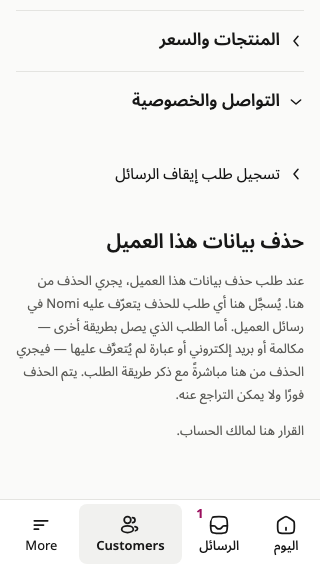 المنتجات والسعر
التواصل والخصوصية
تسجيل طلب إيقاف الرسائل
حذف بيانات هذا العميل
عند طلب حذف بيانات هذا العميل، يجري الحذف من
هنا. يُسجَّل هنا أي طلب للحذف يتعرّف عليه Nomi في
رسائل العميل. أما الطلب الذي يصل بطريقة أخرى —
مكالمة أو بريد إلكتروني أو عبارة لم يُتعرَّف عليها — فيجري
الحذف من هنا مباشرةً مع ذكر طريقة الطلب. يتم الحذف
فورًا ولا يمكن التراجع عنه.
القرار هنا لمالك الحساب.
اليوم
1
الرسائل
Customers
More